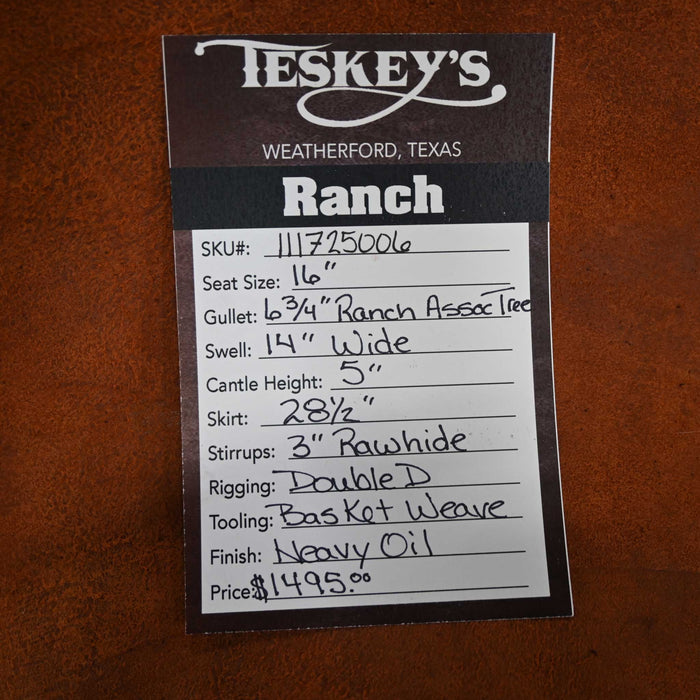 TESKEY'S
WEATHERFORD, TEXAS
Ranch
SKU#: 111725006
Seat Size: 16"
Gullet: 6 3/4" Ranch Assoc Tree
Swell: 14" Wide
Cantle Height: 5"
Skirt: 28 1/2"
Stirrups: 3" Rawhide
Rigging: Double D
Tooling: Basket Weave
Finish: Heavy Oil
Price: $1495.00